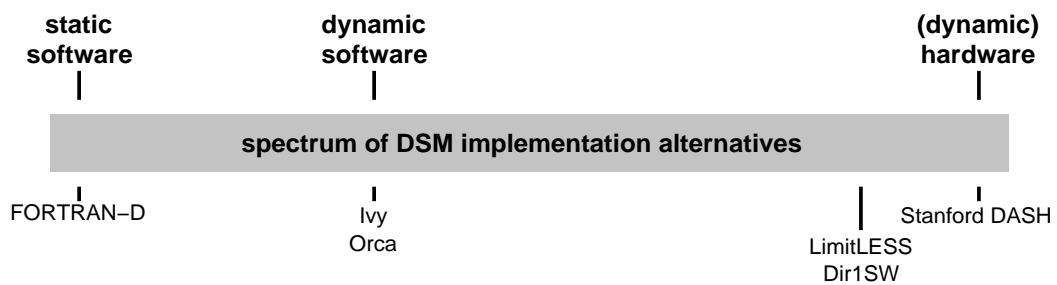 static
software
dynamic
software
(dynamic)
hardware
spectrum of DSM implementation alternatives
FORTRAN−D
Ivy
Orca
LimitLESS
Dir1SW
Stanford DASH